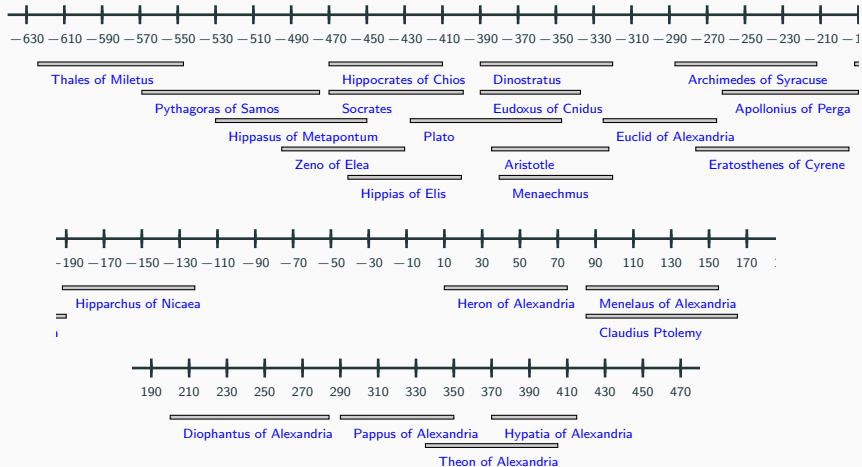 −630 −610 −590 −570 −550 −530 −510 −490 −470 −450 −430 −410 −390 −370 −350 −330 −310 −290 −270 −250 −230 −210
Thales of Miletus Hippocrates of Chios Dinostratus Archimedes of Syracuse
Pythagoras of Samos Socrates Eudoxus of Cnidus Apollonius of Perga
Hippasus of Metapontum Plato Euclid of Alexandria
Zeno of Elea Aristotle Eratosthenes of Cyrene
Hippias of Elis Menaechmus
−190 −170 −150 −130 −110 −90 −70 −50 −30 −10 10 30 50 70 90 110 130 150 170
Hipparchus of Nicaea Heron of Alexandria Menelaus of Alexandria
Claudius Ptolemy
190 210 230 250 270 290 310 330 350 370 390 410 430 450 470
Diophantus of Alexandria Pappus of Alexandria Hypatia of Alexandria
Theon of Alexandria